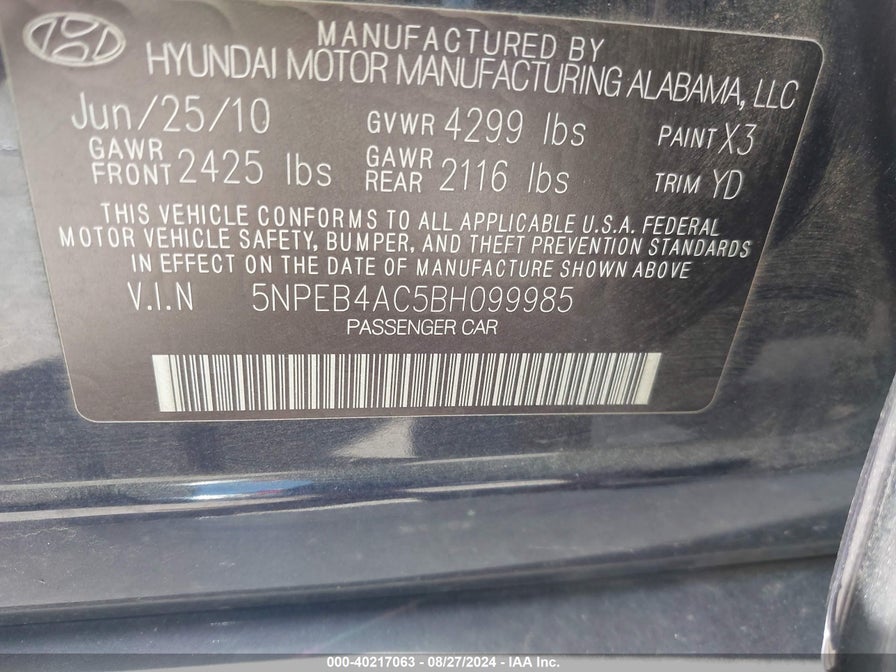 MANUFACTURED BY
HYUNDAI MOTOR MANUFACTURING ALABAMA, LLC
Jun/25/10 GVWR 4299 lbs PAINT X3
GAWR FRONT 2425 lbs GAWR REAR 2116 lbs TRIM YD
THIS VEHICLE CONFORMS TO ALL APPLICABLE U.S.A. FEDERAL
MOTOR VEHICLE SAFETY, BUMPER, AND THEFT PREVENTION STANDARDS
IN EFFECT ON THE DATE OF MANUFACTURE SHOWN ABOVE
V.I.N 5NPEB4AC5BH099985
PASSENGER CAR
000-40217063 - 08/27/2024 - IAA Inc.